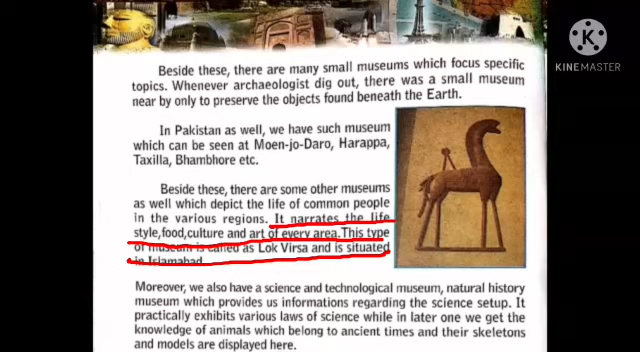 KINEMASTER
Beside these, there are many small museums which focus specific
topics. Whenever archaeologist dig out, there was a small museum
near by only to preserve the objects found beneath the Earth.
In Pakistan as well, we have such museum
which can be seen at Moen-jo-Daro, Harappa,
Taxilla, Bhambhore etc.
Beside these, there are some other museums
as well which depict the life of common people
in the various regions. It narrates the life
style,food,culture and art of every area.This type
of museum is called as Lok Virsa and is situated
in Islamabad.
Moreover, we also have a science and technological museum, natural history
museum which provides us informations regarding the science setup. It
practically exhibits various laws of science while in later one we get the
knowledge of animals which belong to ancient times and their skeletons
and models are displayed here.